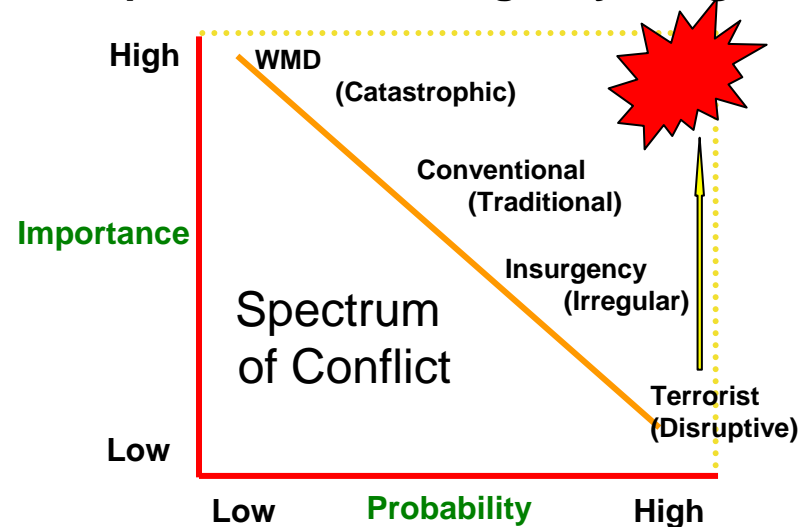 High
WMD
(Catastrophic)
Conventional
(Traditional)
Importance
Insurgency
(Irregular)
Spectrum
of Conflict
Terrorist
(Disruptive)
Low
Low
Probability
High